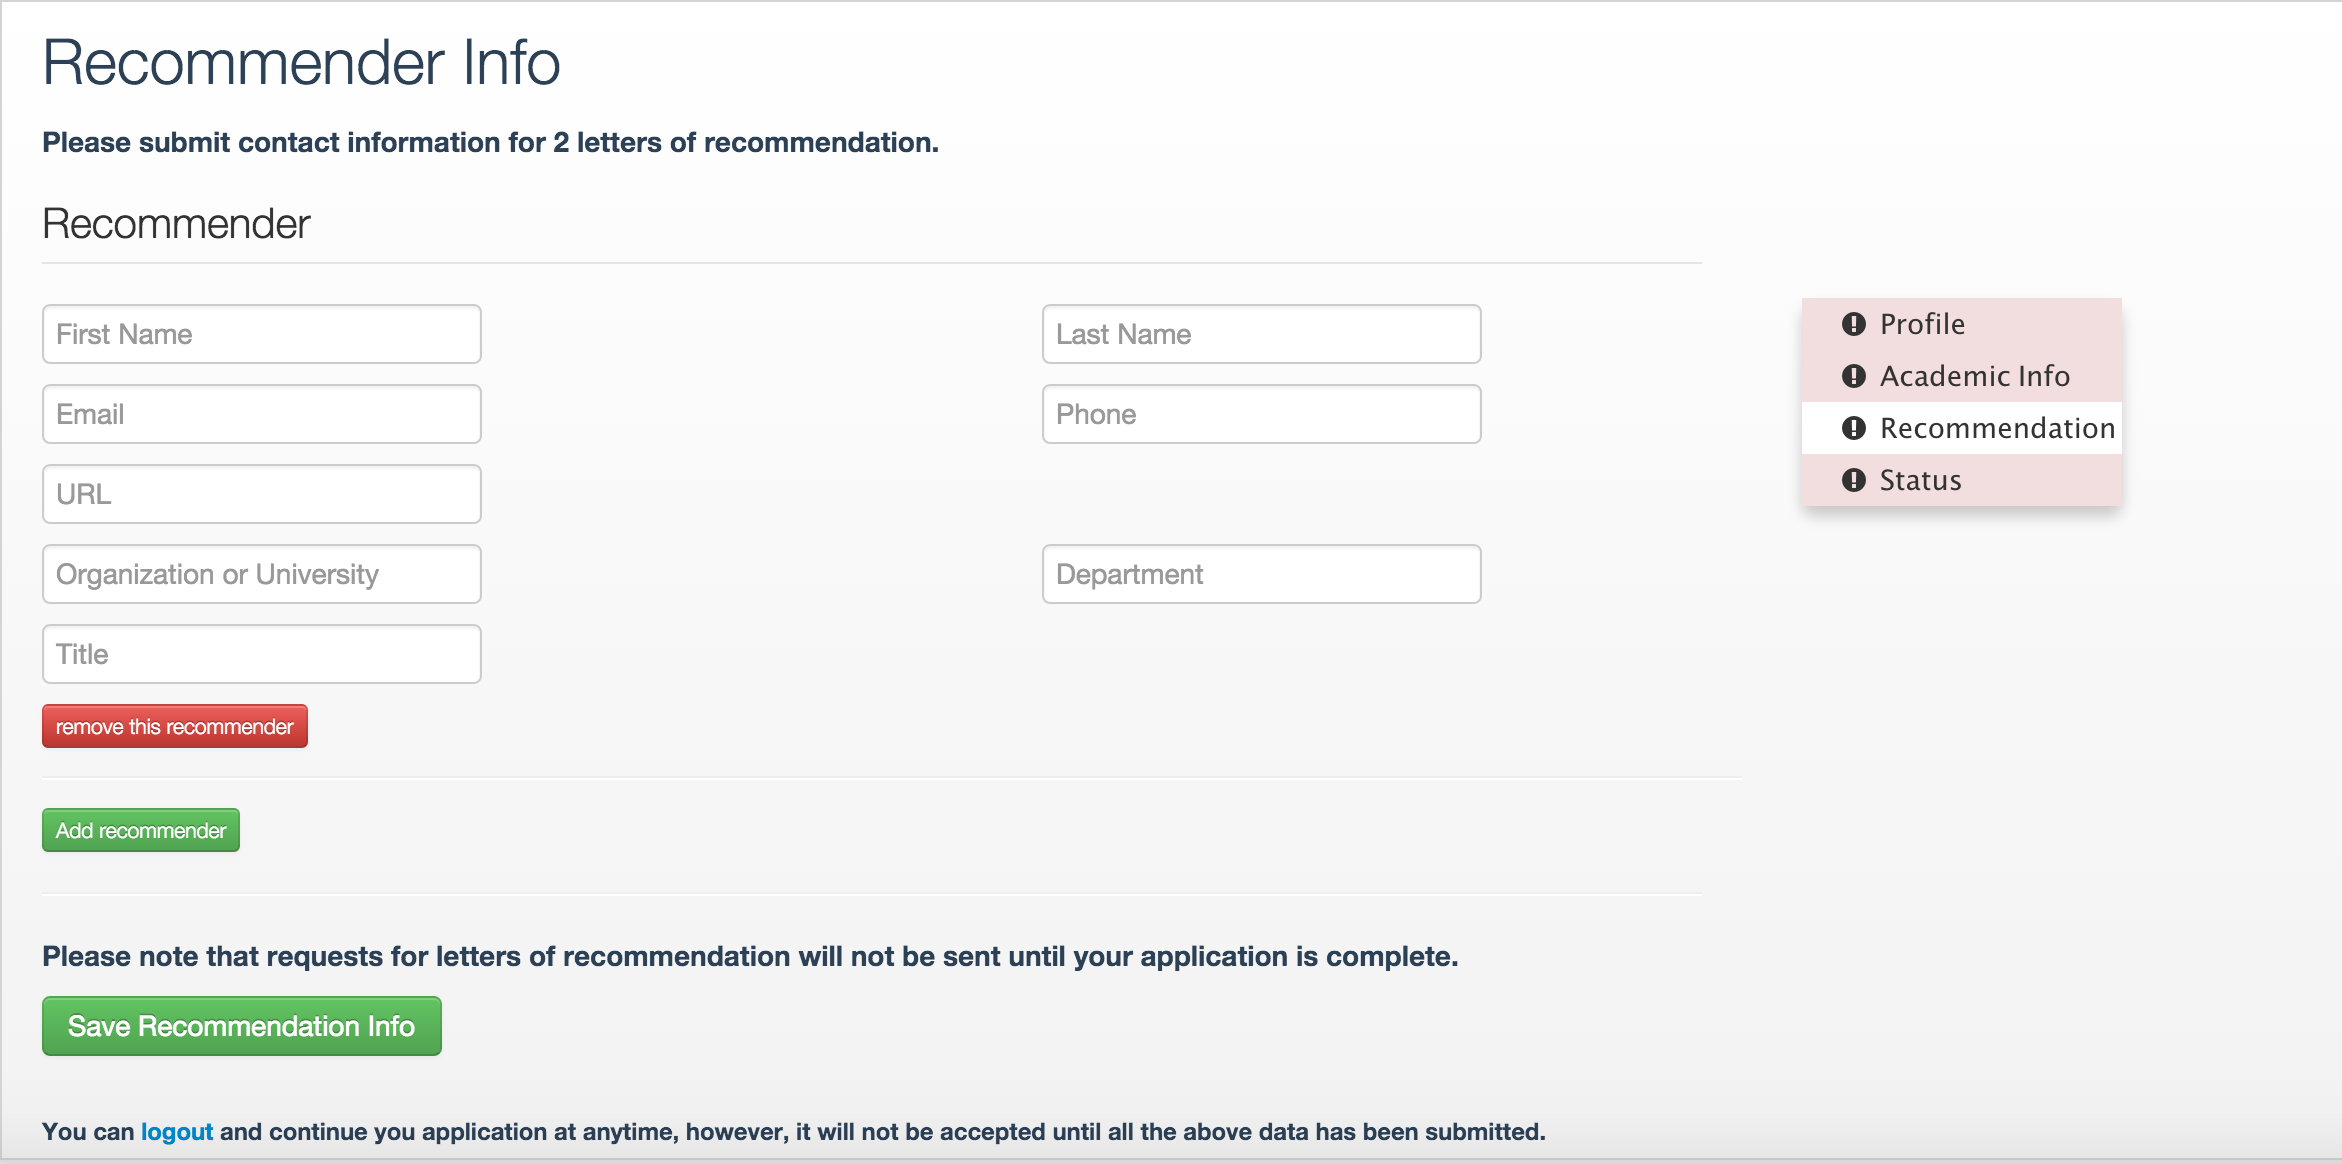 Recommender Info
Please submit contact information for 2 letters of recommendation.
Recommender
First Name
Last Name
Email
Phone
URL
Organization or University
Department
Title
remove this recommender
Add recommender
Please note that requests for letters of recommendation will not be sent until your application is complete.
Save Recommendation Info
You can logout and continue you application at anytime, however, it will not be accepted until all the above data has been submitted.
Profile
Academic Info
Recommendation
Status